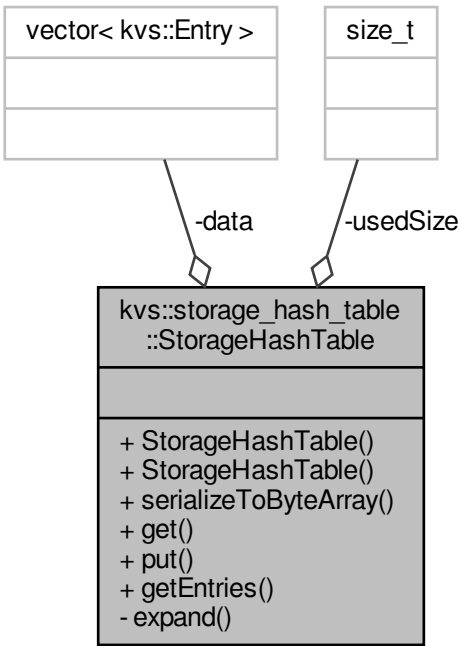 vector< kvs::Entry >
size_t
-data
-usedSize
kvs::storage_hash_table
::StorageHashTable
+ StorageHashTable()
+ StorageHashTable()
+ serializeToByteArray()
+ get()
+ put()
+ getEntries()
- expand()